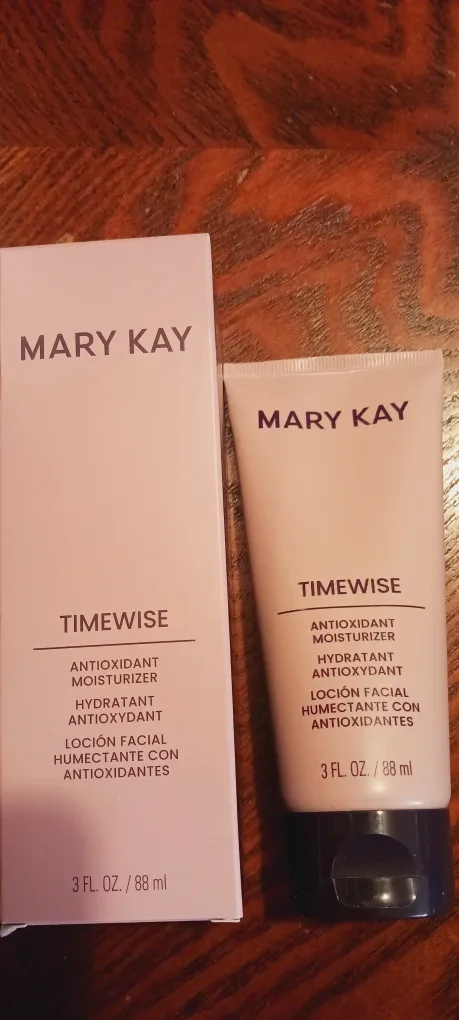 MARY KAY
TIMEWISE
ANTIOXIDANT
MOISTURIZER
HYDRATANT
ANTIOXYDANT
LOCIÓN FACIAL
HUMECTANTE CON
ANTIOXIDANTES
3 FL. OZ. / 88 ml
MARY KAY
TIMEWISE
ANTIOXIDANT
MOISTURIZER
HYDRATANT
ANTIOXYDANT
LOCIÓN FACIAL
HUMECTANTE CON
ANTIOXIDANTES
3 FL. OZ. / 88 ml